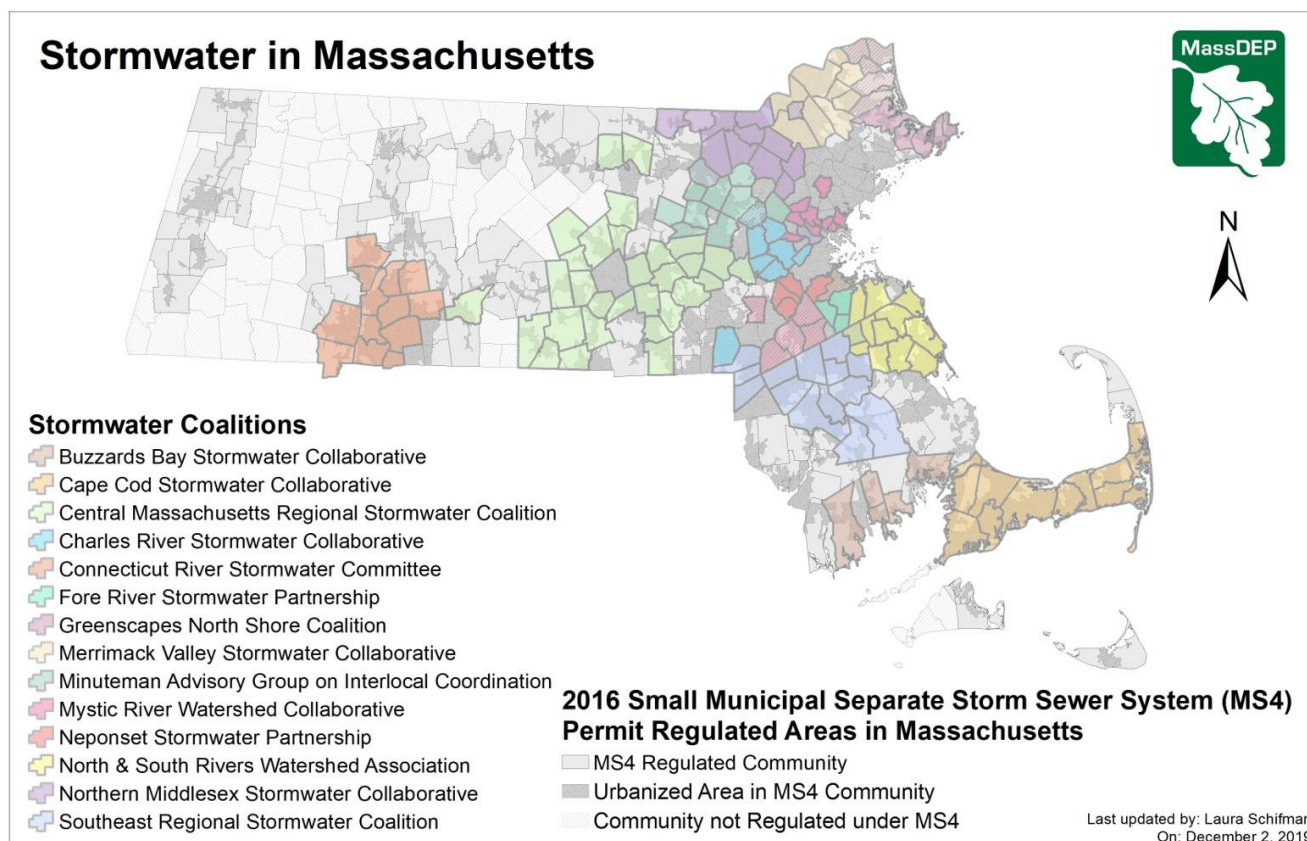 Stormwater in Massachusetts
MassDEP
N
Stormwater Coalitions
Buzzards Bay Stormwater Collaborative
Cape Cod Stormwater Collaborative
Central Massachusetts Regional Stormwater Coalition
Charles River Stormwater Collaborative
Connecticut River Stormwater Committee
Fore River Stormwater Partnership
Greenscapes North Shore Coalition
Merrimack Valley Stormwater Collaborative
Minuteman Advisory Group on Interlocal Coordination
Mystic River Watershed Collaborative
Neponset Stormwater Partnership
North & South Rivers Watershed Association
Northern Middlesex Stormwater Collaborative
Southeast Regional Stormwater Coalition
2016 Small Municipal Separate Storm Sewer System (MS4)
Permit Regulated Areas in Massachusetts
MS4 Regulated Community
Urbanized Area in MS4 Community
Community not Regulated under MS4
Last updated by: Laura Schifman
On: December 2, 2019